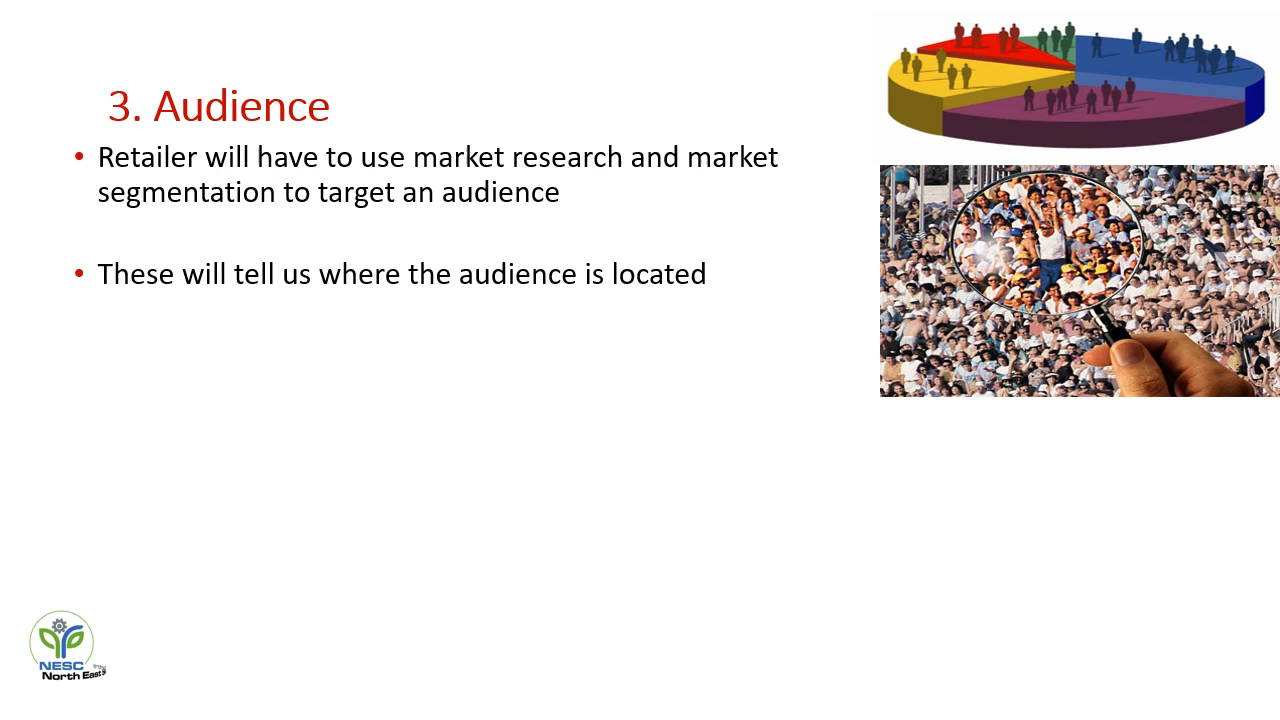 3. Audience
• Retailer will have to use market research and market
segmentation to target an audience
• These will tell us where the audience is located
NESC
North East